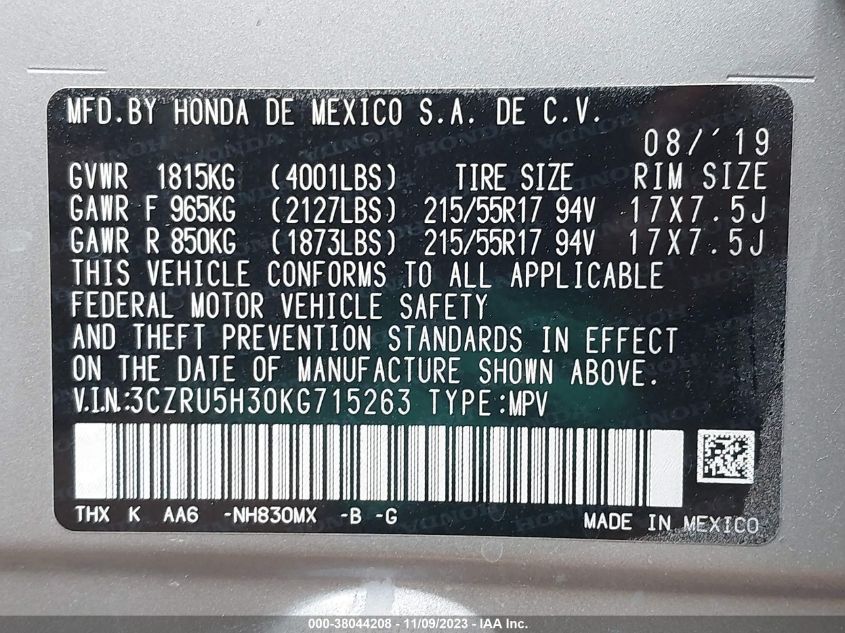 MFD.BY HONDA DE MEXICO S.A. DE C.V.
08/'19
GVWR 1815KG (4001LBS) TIRE SIZE RIM SIZE
GAWR F 965KG (2127LBS) 215/55R17 94V 17X7.5J
GAWR R 850KG (1873LBS) 215/55R17 94V 17X7.5J
THIS VEHICLE CONFORMS TO ALL APPLICABLE
FEDERAL MOTOR VEHICLE SAFETY
AND THEFT PREVENTION STANDARDS IN EFFECT
ON THE DATE OF MANUFACTURE SHOWN ABOVE.
V.I.N.:3CZRU5H30KG715263 TYPE:MPV
THX K AA6 -NH830MX -B -G
MADE IN MEXICO
000-38044208 - 11/09/2023 - IAA Inc.